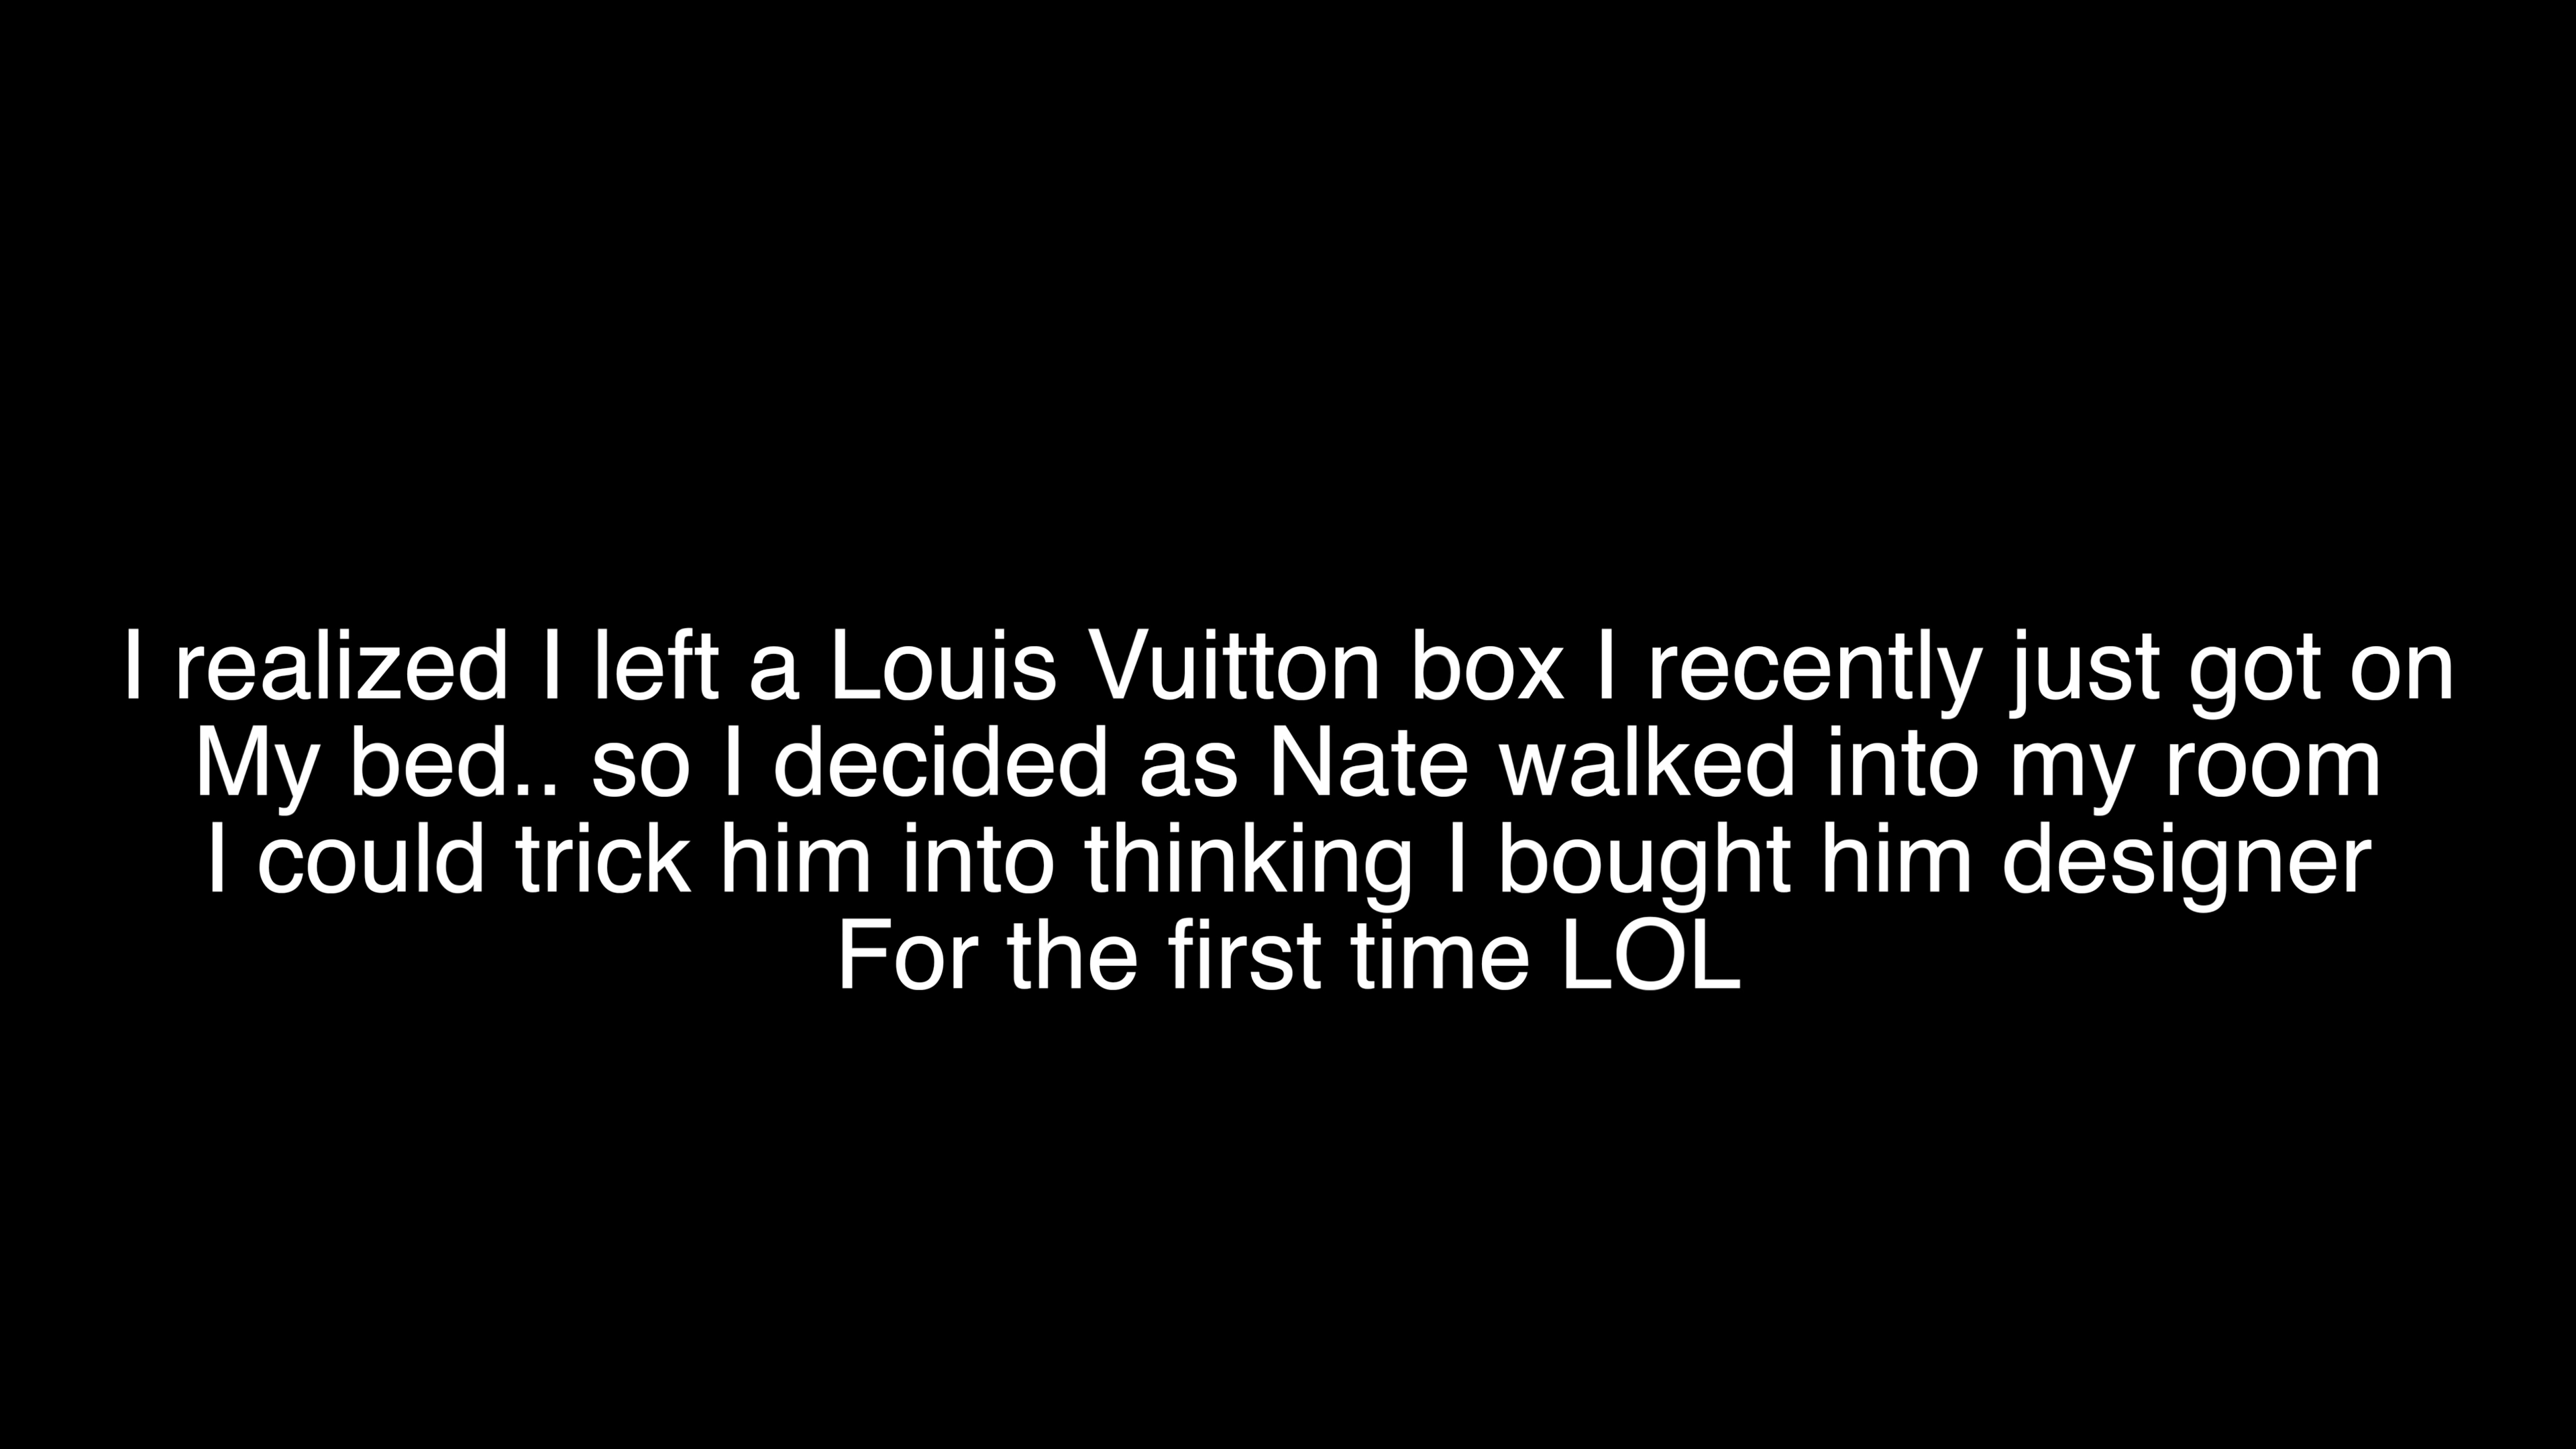 I realized I left a Louis Vuitton box I recently just got on
My bed.. so I decided as Nate walked into my room
I could trick him into thinking I bought him designer
For the first time LOL